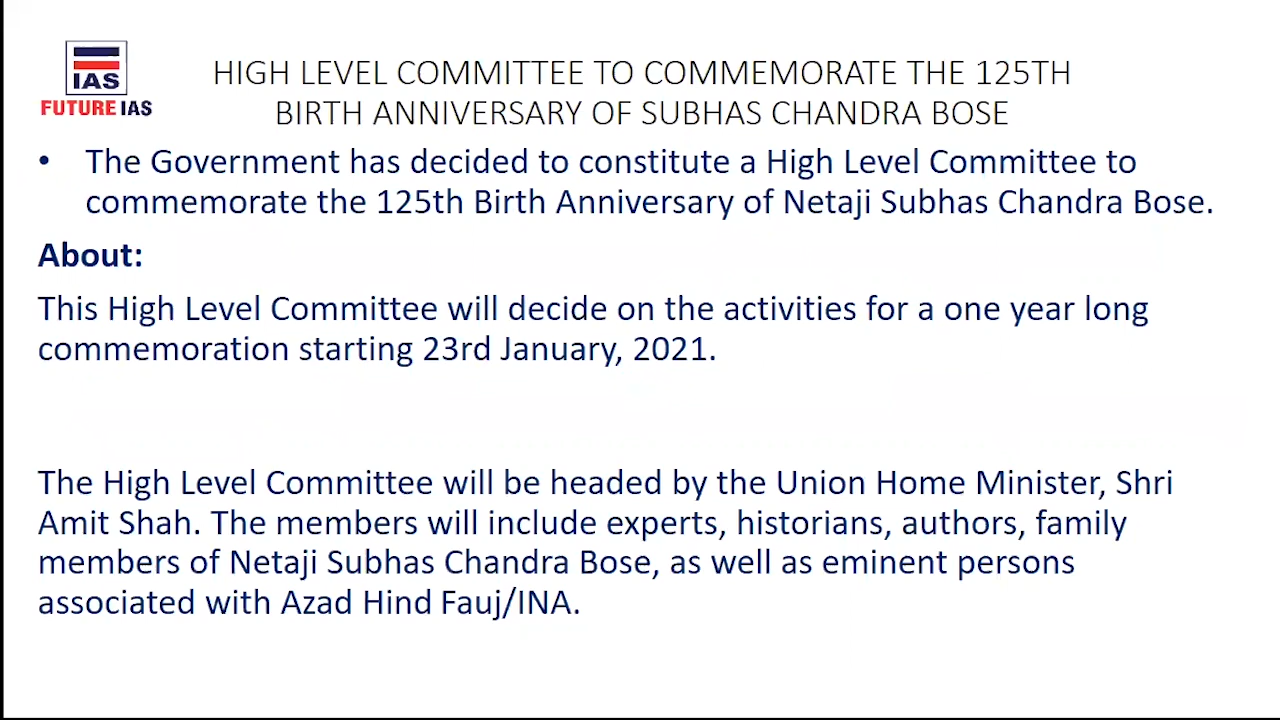 IAS
FUTURE IAS
HIGH LEVEL COMMITTEE TO COMMEMORATE THE 125TH
BIRTH ANNIVERSARY OF SUBHAS CHANDRA BOSE
• The Government has decided to constitute a High Level Committee to
commemorate the 125th Birth Anniversary of Netaji Subhas Chandra Bose.
About:
This High Level Committee will decide on the activities for a one year long
commemoration starting 23rd January, 2021.
The High Level Committee will be headed by the Union Home Minister, Shri
Amit Shah. The members will include experts, historians, authors, family
members of Netaji Subhas Chandra Bose, as well as eminent persons
associated with Azad Hind Fauj/INA.